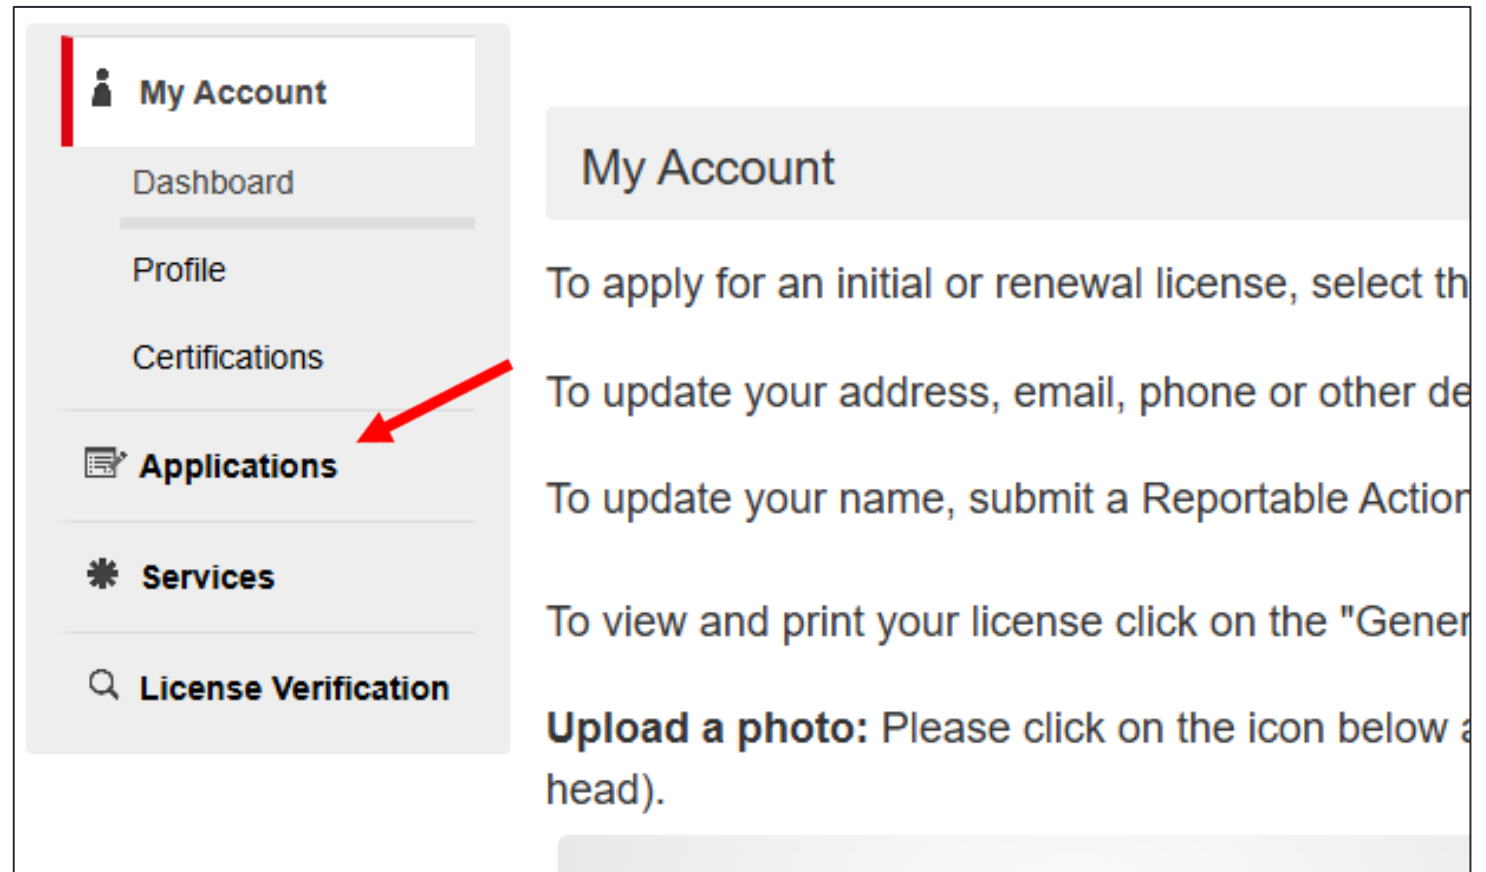 My Account
Dashboard
Profile
Certifications
Applications
Services
License Verification
My Account
To apply for an initial or renewal license, select th
To update your address, email, phone or other de
To update your name, submit a Reportable Action
To view and print your license click on the "Gener
Upload a photo: Please click on the icon below a
head).